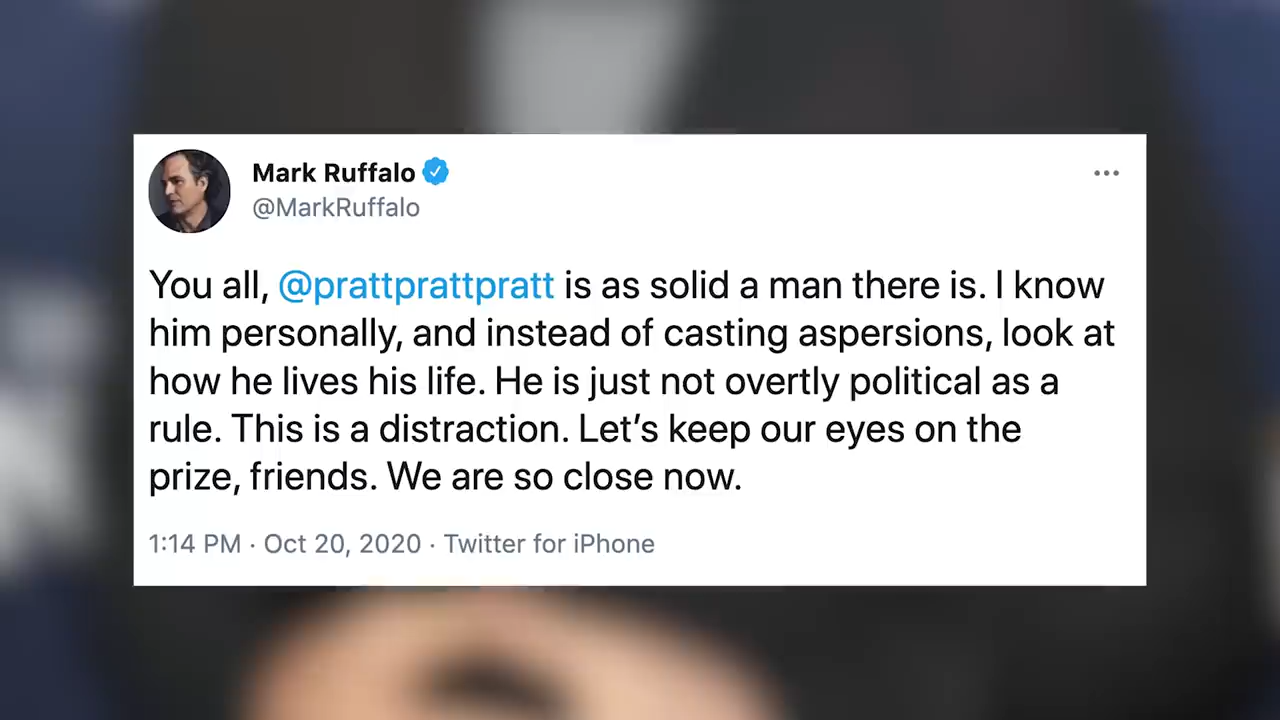 Mark Ruffalo
@MarkRuffalo
You all, @prattprattpratt is as solid a man there is. I know
him personally, and instead of casting aspersions, look at
how he lives his life. He is just not overtly political as a
rule. This is a distraction. Let’s keep our eyes on the
prize, friends. We are so close now.
1:14 PM · Oct 20, 2020 · Twitter for iPhone